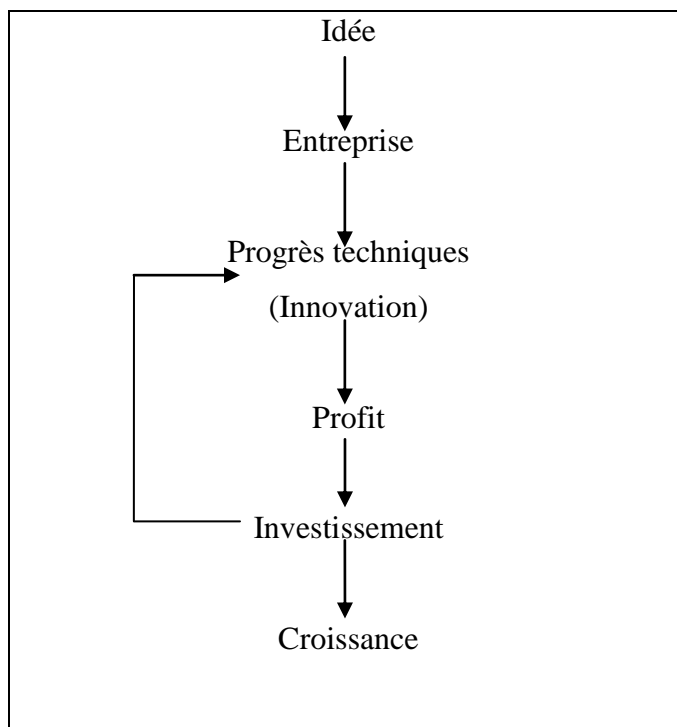 Idée
Entreprise
Progrès techniques
(Innovation)
Profit
Investissement
Croissance